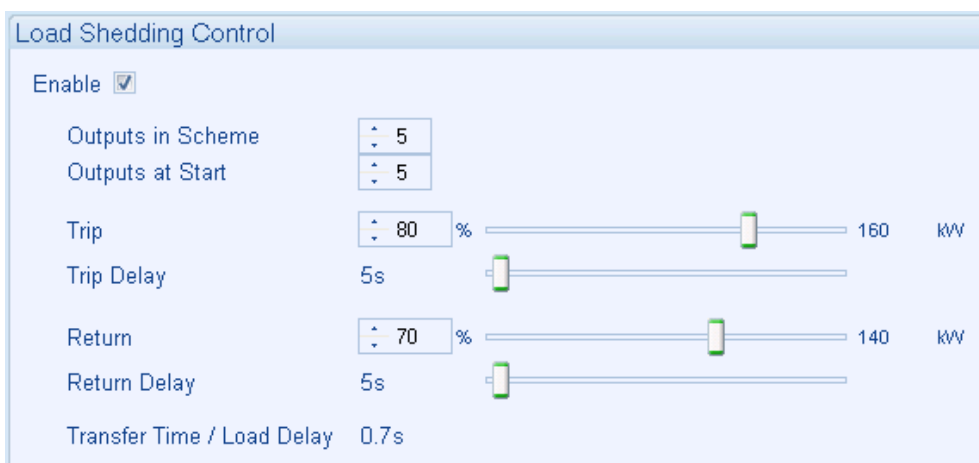 Load Shedding Control
Enable
Outputs in Scheme 5
Outputs at Start 5
Trip 80 % 160 kW
Trip Delay 5s
Return 70 % 140 kW
Return Delay 5s
Transfer Time / Load Delay 0.7s